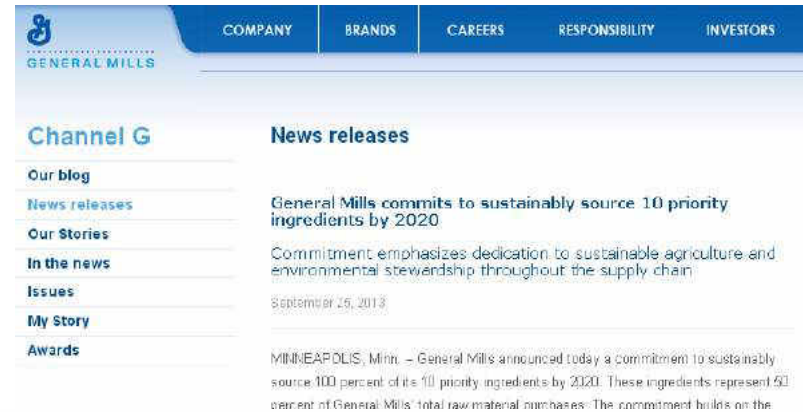 COMPANY BRANDS CAREERS RESPONSIBILITY INVESTORS
G
GENERAL MILLS
Channel G
Our blog
News releases
Our Stories
In the news
Issues
My Story
Awards
News releases
General Mills commits to sustainably source 10 priority
ingredients by 2020
Commitment emphasizes dedication to sustainable agriculture and
environmental stewardship throughout the supply chain
September 25, 2013
MINNEAPOLIS, Minn. – General Mills announced today a commitment to sustainably
source 100 percent of its 10 priority ingredients by 2020. These ingredients represent 50
percent of General Mills' total raw material purchases. The commitment builds on the